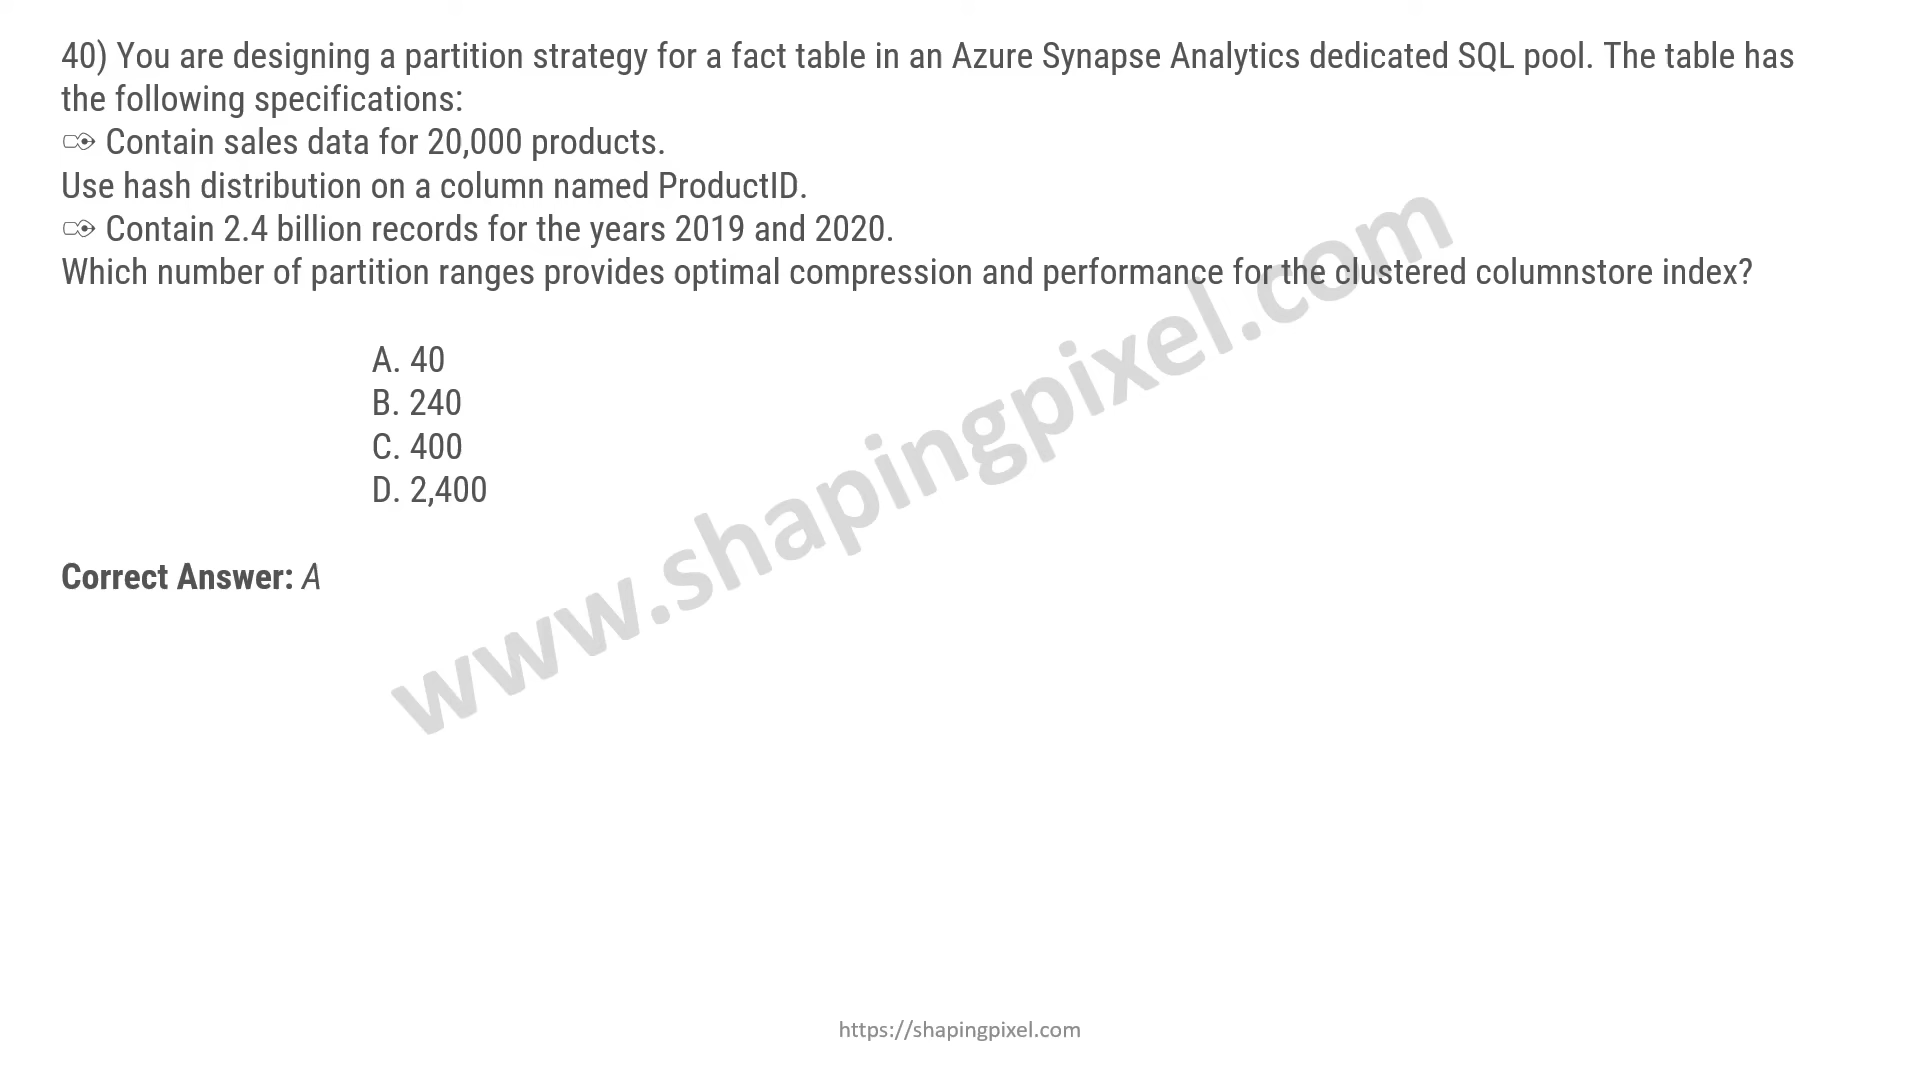 40) You are designing a partition strategy for a fact table in an Azure Synapse Analytics dedicated SQL pool. The table has
the following specifications:
Contain sales data for 20,000 products.
Use hash distribution on a column named ProductID.
Contain 2.4 billion records for the years 2019 and 2020.
Which number of partition ranges provides optimal compression and performance for the clustered columnstore index?
A. 40
B. 240
C. 400
D. 2,400
Correct Answer: A
www.shapingpixel.com
https://shapingpixel.com